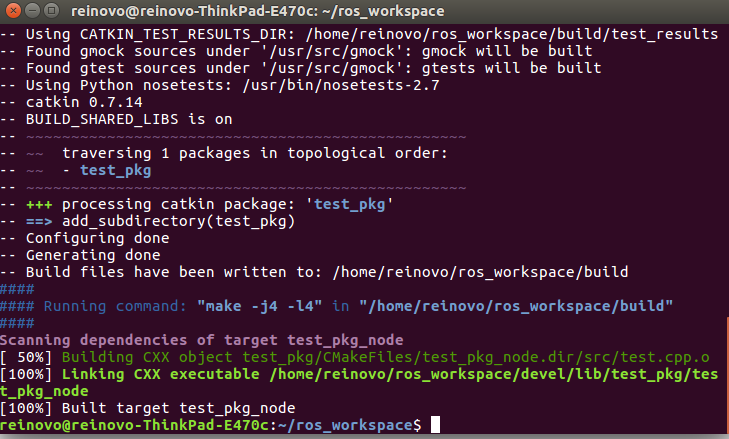 reinovo@reinovo-ThinkPad-E470c: ~/ros_workspace
-- Using CATKIN_TEST_RESULTS_DIR: /home/reinovo/ros_workspace/build/test_results
-- Found gmock sources under '/usr/src/gmock': gmock will be built
-- Found gtest sources under '/usr/src/gmock': gtests will be built
-- Using Python nosetests: /usr/bin/nosetests-2.7
-- catkin 0.7.14
-- BUILD_SHARED_LIBS is on
-- ~~~~~~~~~~~~~~~~~~~~~~~~~~~~~~~~~~~~~~~~~~~~~~~~~
-- ~~  traversing 1 packages in topological order:
-- ~~  - test_pkg
-- ~~~~~~~~~~~~~~~~~~~~~~~~~~~~~~~~~~~~~~~~~~~~~~~~~
-- +++ processing catkin package: 'test_pkg'
-- ==> add_subdirectory(test_pkg)
-- Configuring done
-- Generating done
-- Build files have been written to: /home/reinovo/ros_workspace/build
####
#### Running command: "make -j4 -l4" in "/home/reinovo/ros_workspace/build"
####
Scanning dependencies of target test_pkg_node
[ 50%] Building CXX object test_pkg/CMakeFiles/test_pkg_node.dir/src/test.cpp.o
[100%] Linking CXX executable /home/reinovo/ros_workspace/devel/lib/test_pkg/tes
t_pkg_node
[100%] Built target test_pkg_node
reinovo@reinovo-ThinkPad-E470c:~/ros_workspace$